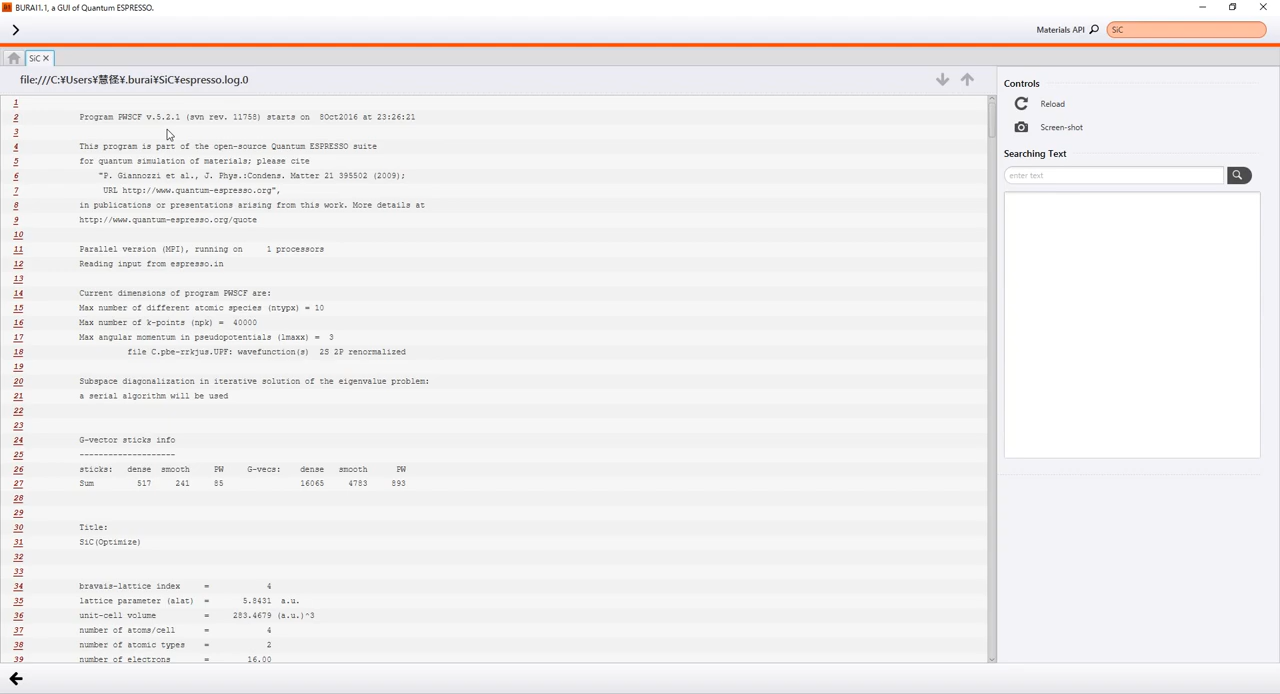 BURAI1.1, a GUI of Quantum ESPRESSO.
Materials API SiC
SiC
file:///C:¥Users¥慧径¥.burai¥SiC¥espresso.log.0
1
2 Program PWSCF v.5.2.1 (svn rev. 11758) starts on 8Oct2016 at 23:26:21
3
4 This program is part of the open-source Quantum ESPRESSO suite
5 for quantum simulation of materials; please cite
6 "P. Giannozzi et al., J. Phys.:Condens. Matter 21 395502 (2009);
7 URL http://www.quantum-espresso.org",
8 in publications or presentations arising from this work. More details at
9 http://www.quantum-espresso.org/quote
10
11 Parallel version (MPI), running on 1 processors
12 Reading input from espresso.in
13
14 Current dimensions of program PWSCF are:
15 Max number of different atomic species (ntypx) = 10
16 Max number of k-points (npk) = 40000
17 Max angular momentum in pseudopotentials (lmaxx) = 3
18 file C.pbe-rrkjus.UPF: wavefunction(s) 2S 2P renormalized
19
20 Subspace diagonalization in iterative solution of the eigenvalue problem:
21 a serial algorithm will be used
22
23
24 G-vector sticks info
25 --------------------
26 sticks: dense smooth PW G-vecs: dense smooth PW
27 Sum 517 241 85 16065 4783 893
28
29
30 Title:
31 SiC(Optimize)
32
33
34 bravais-lattice index = 4
35 lattice parameter (alat) = 5.8431 a.u.
36 unit-cell volume = 283.4679 (a.u.)^3
37 number of atoms/cell = 4
38 number of atomic types = 2
39 number of electrons = 16.00
Controls
Reload
Screen-shot
Searching Text
enter text